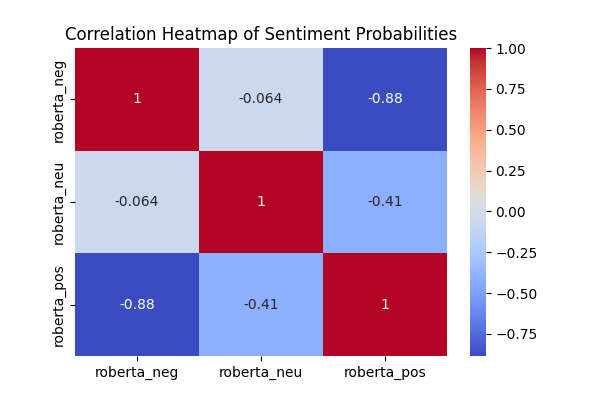 Correlation Heatmap of Sentiment Probabilities
roberta_neg
1
-0.064
-0.88
roberta_neu
-0.064
1
-0.41
roberta_pos
-0.88
-0.41
1
roberta_neg
roberta_neu
roberta_pos
1.00
0.75
0.50
0.25
0.00
−0.25
−0.50
−0.75